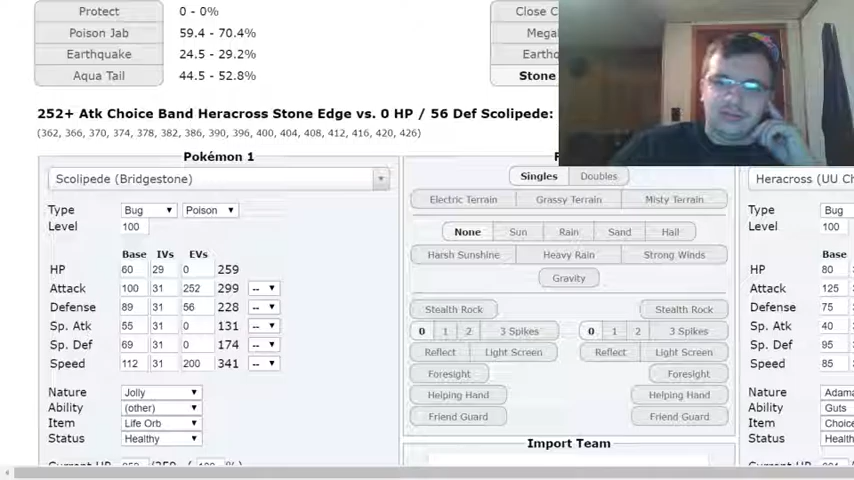 Protect 0 - 0%
Poison Jab 59.4 - 70.4%
Earthquake 24.5 - 29.2%
Aqua Tail 44.5 - 52.8%
Close C
Mega
Earth
Stone
252+ Atk Choice Band Heracross Stone Edge vs. 0 HP / 56 Def Scolipede:
(362, 366, 370, 374, 378, 382, 386, 390, 396, 400, 404, 408, 412, 416, 420, 426)
Pokémon 1
Scolipede (Bridgestone)
Type Bug Poison
Level 100
Base IVs EVs
HP 60 29 0 259
Attack 100 31 252 299 --
Defense 89 31 56 228 --
Sp. Atk 55 31 0 131 --
Sp. Def 69 31 0 174 --
Speed 112 31 200 341 --
Nature Jolly
Ability (other)
Item Life Orb
Status Healthy
Current HP
F
Singles Doubles
Electric Terrain Grassy Terrain Misty Terrain
None Sun Rain Sand Hail
Harsh Sunshine Heavy Rain Strong Winds
Gravity
Stealth Rock Stealth Rock
0 1 2 3 Spikes 0 1 2 3 Spikes
Reflect Light Screen Reflect Light Screen
Foresight Foresight
Helping Hand Helping Hand
Friend Guard Friend Guard
Import Team
Heracross (UU Ch
Type Bug
Level 100
Base
HP 80
Attack 125
Defense 75
Sp. Atk 40
Sp. Def 95
Speed 85
Nature Adama
Ability Guts
Item Choice
Status Health